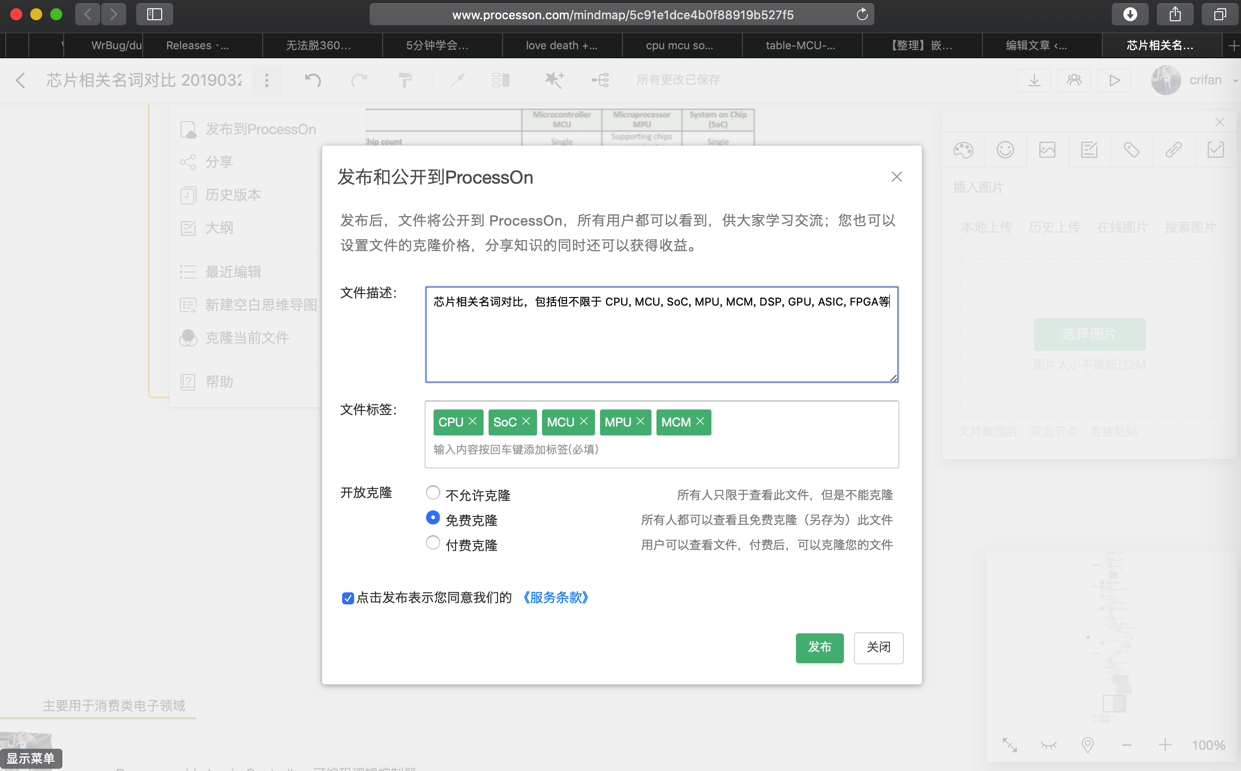 www.processon.com/mindmap/5c91e1dce4b0f88919b527f5
WrBug/du
Releases ·...
无法脱360...
5分钟学会...
love death +...
cpu mcu so...
table-MCU-...
【整理】嵌...
编辑文章 ‹...
芯片相关名...
芯片相关名词对比 201903
所有更改已保存
crifan
发布到ProcessOn
分享
历史版本
大纲
最近编辑
新建空白思维导图
克隆当前文件
帮助
Microcontroller MCU
Microprocessor MPU
System on Chip (SoC)
Chip count
Single
Supporting chips
Single
发布和公开到ProcessOn
发布后，文件将公开到 ProcessOn，所有用户都可以看到，供大家学习交流；您也可以
设置文件的克隆价格，分享知识的同时还可以获得收益。
文件描述：
芯片相关名词对比，包括但不限于 CPU, MCU, SoC, MPU, MCM, DSP, GPU, ASIC, FPGA等
文件标签：
CPU SoC MCU MPU MCM
输入内容按回车键添加标签(必填)
开放克隆
不允许克隆 所有人只限于查看此文件，但是不能克隆
免费克隆 所有人都可以查看且免费克隆（另存为）此文件
付费克隆 用户可以查看文件，付费后，可以克隆您的文件
点击发布表示您同意我们的 《服务条款》
发布
关闭
插入图片
本地上传 历史上传 在线图片 搜索图片
选择图片
图片大小不能超过2M
支持截图后，双击节点，直接粘贴
主要用于消费类电子领域
显示菜单
100%